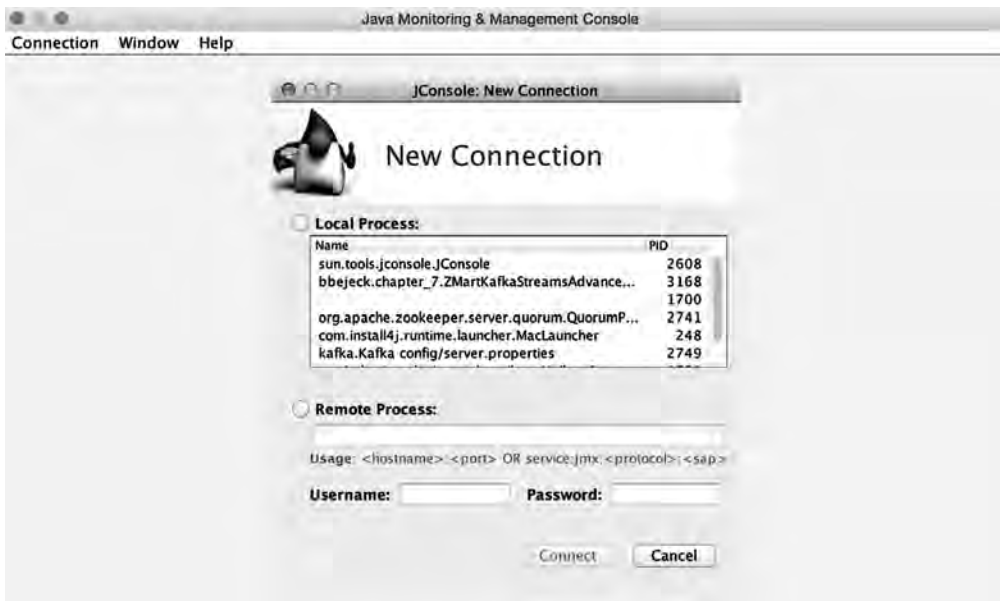 Java Monitoring & Management Console
Connection Window Help
JConsole: New Connection
New Connection
Local Process:
Name PID
sun.tools.jconsole.JConsole 2608
bbejeck.chapter_7.ZMartKafkaStreamsAdvance... 3168
1700
org.apache.zookeeper.server.quorum.QuorumP... 2741
com.install4j.runtime.launcher.MacLauncher 248
kafka.Kafka config/server.properties 2749
Remote Process:
Usage: <hostname>:<port> OR service:jmx:<protocol>:<sap>
Username: Password:
Connect Cancel